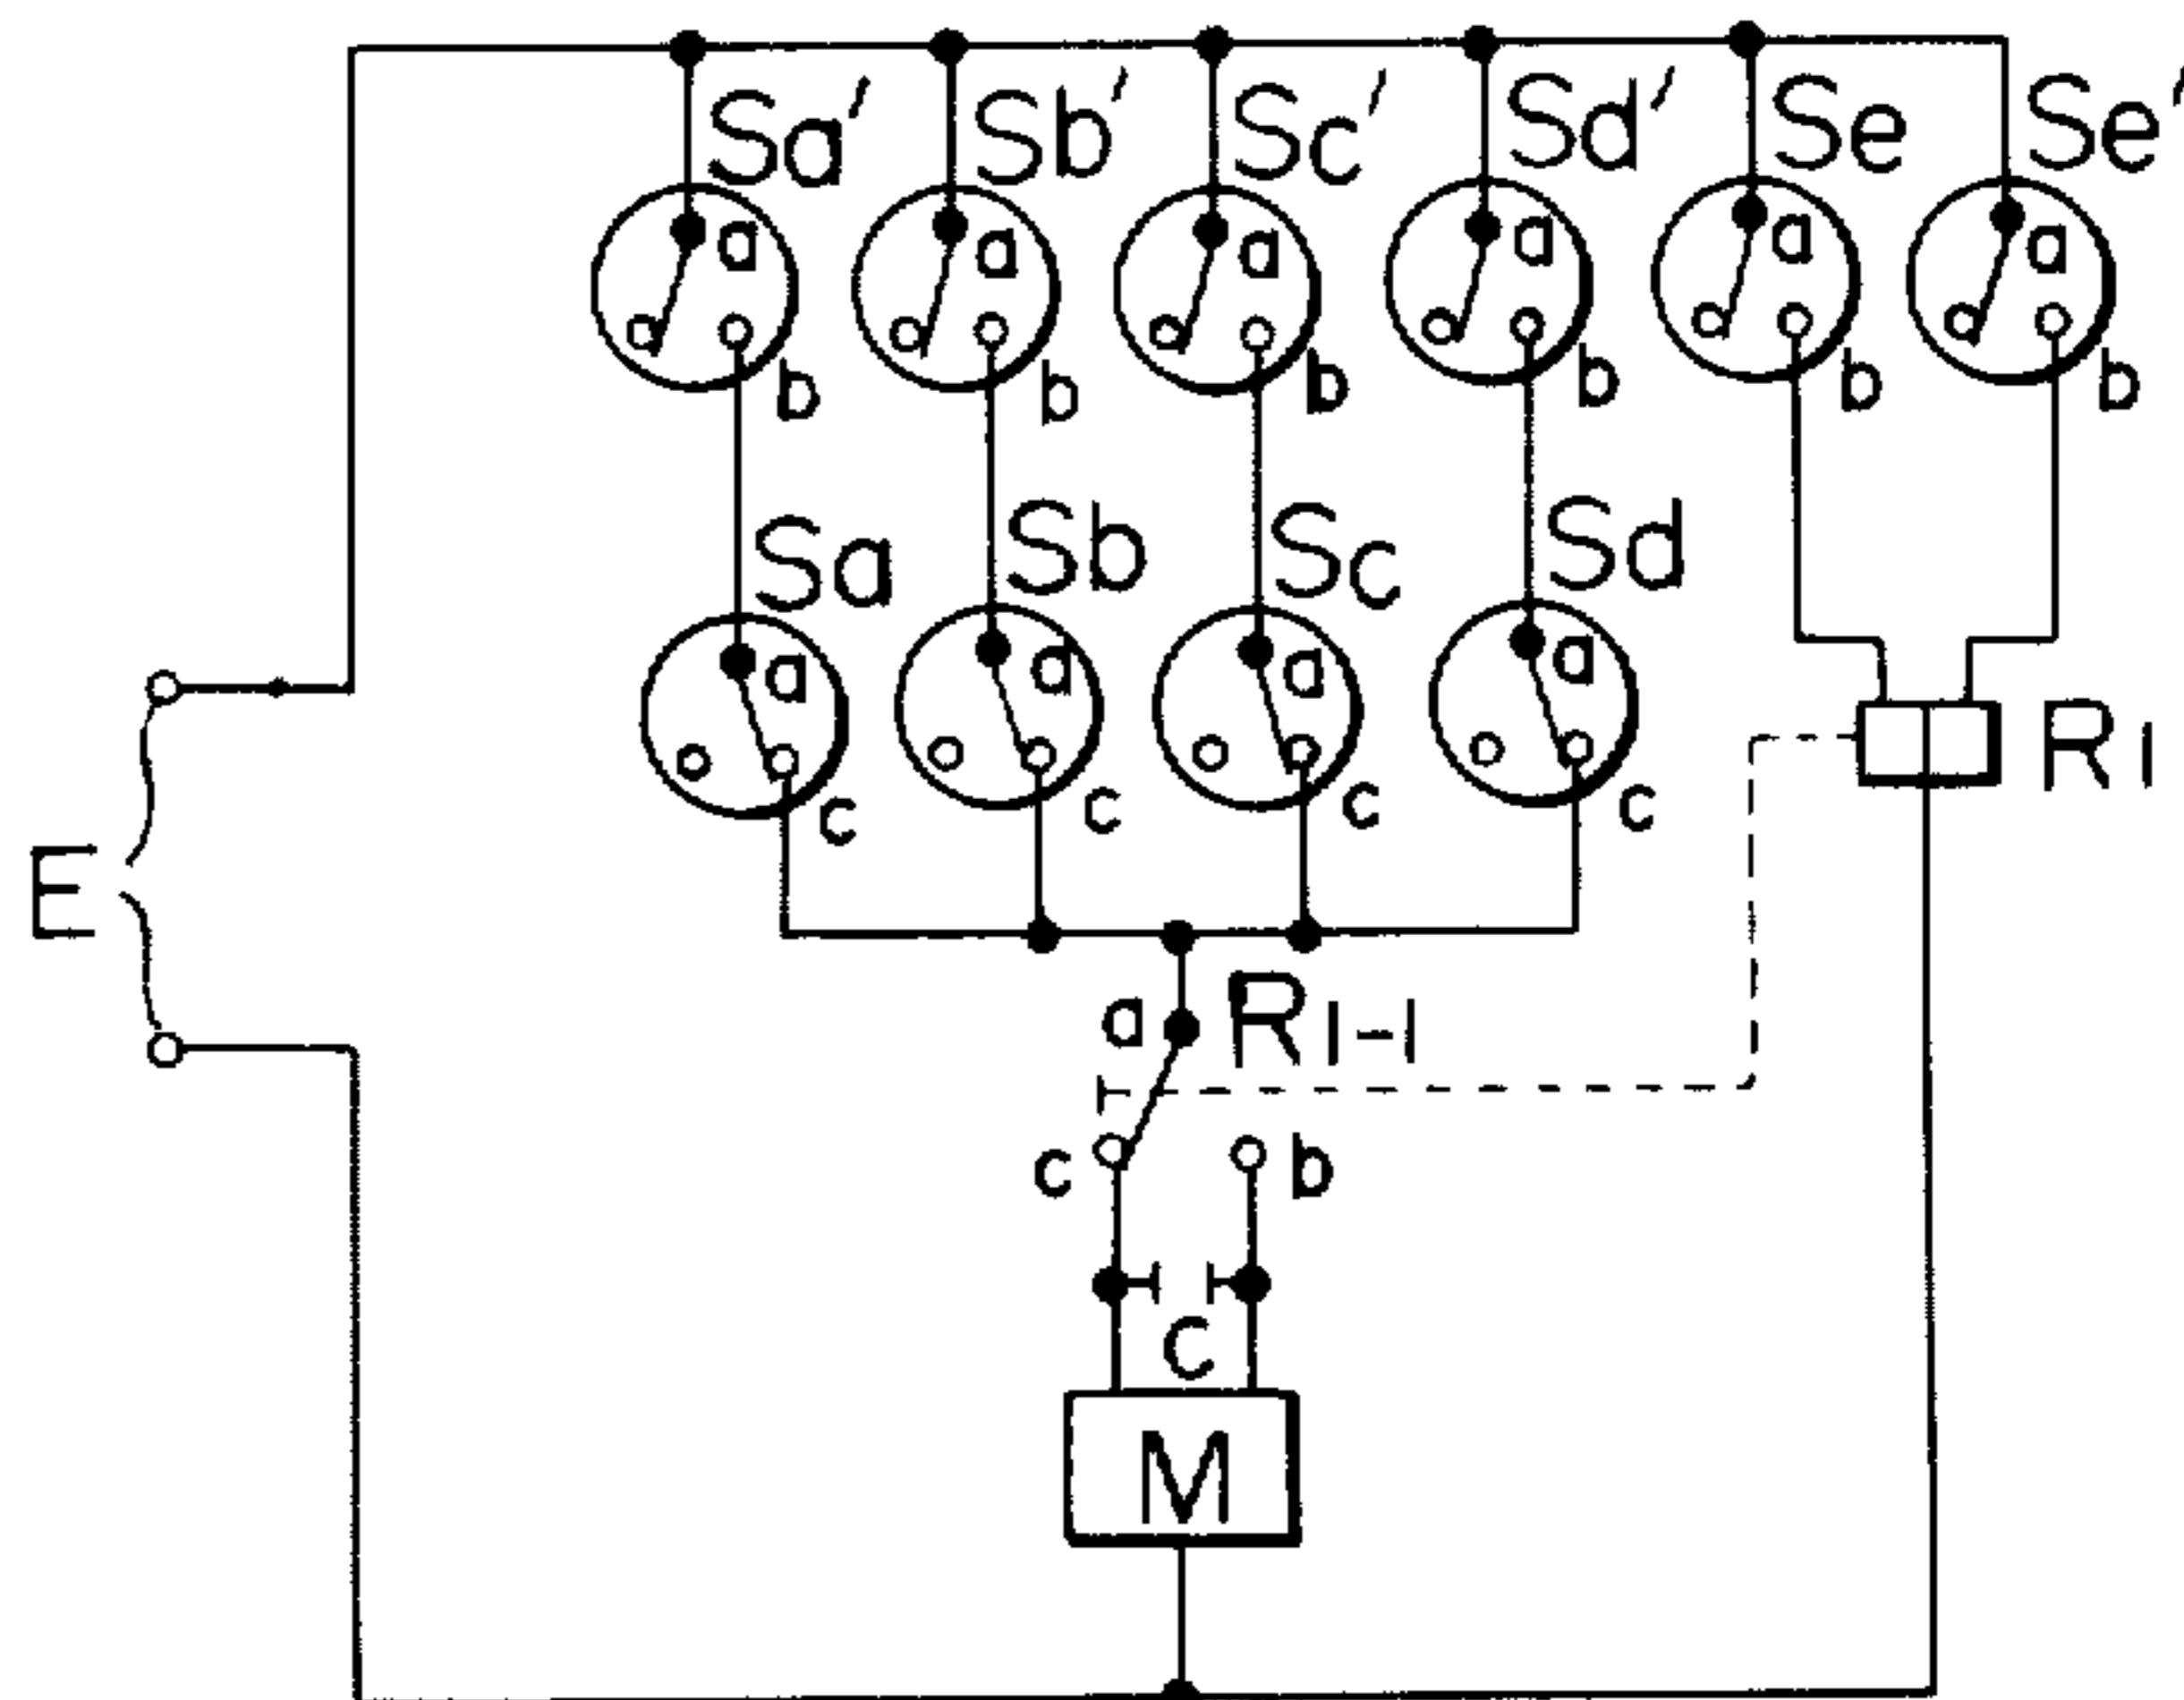 Sa' Sb' Sc' Sd' Se Se'
a a a a a a
b b b b b b
Sa Sb Sc Sd
a a a a
c c c c
R1
E
a R1-1
c b
C
M